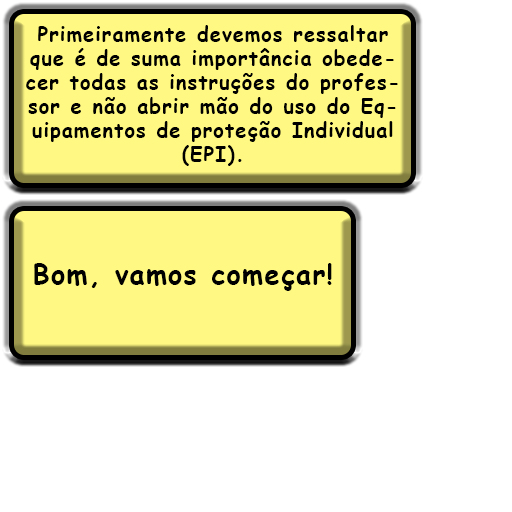 Primeiramente devemos ressaltar
que é de suma importância obede-
cer todas as instruções do profes-
sor e não abrir mão do uso do Eq-
uipamentos de proteção Individual
(EPI).
Bom, vamos começar!